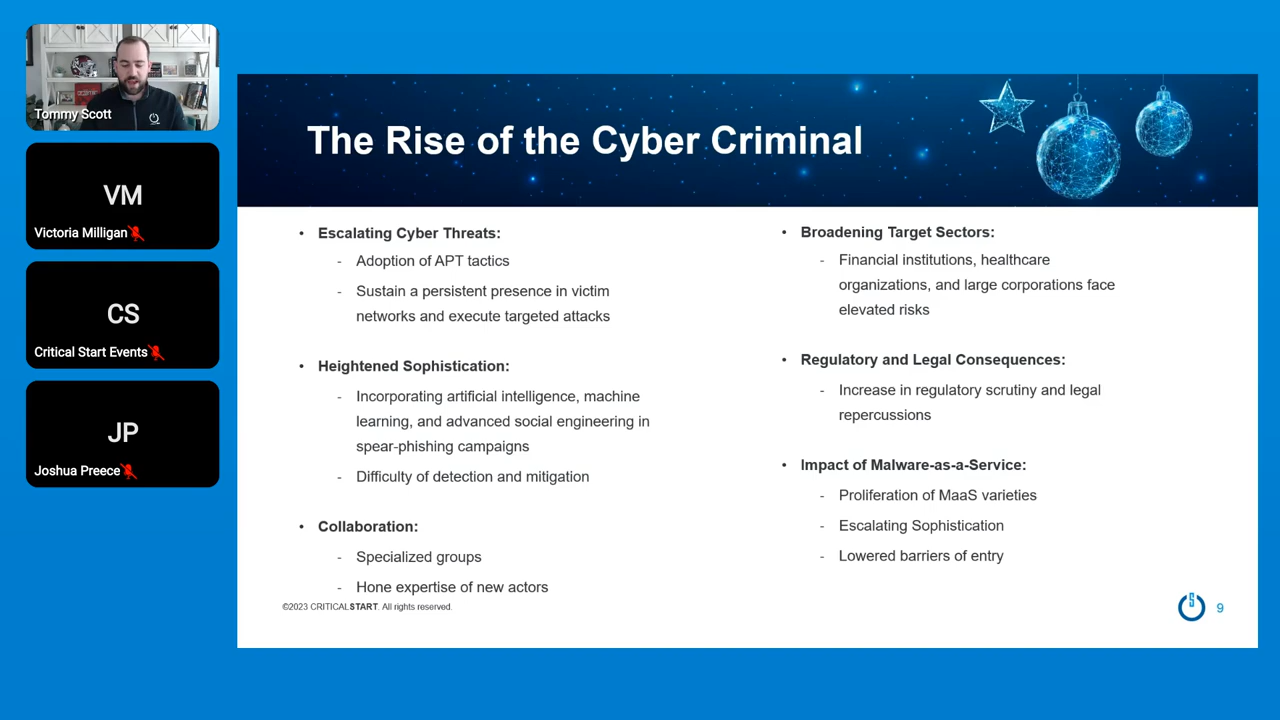 Tommy Scott
VM
Victoria Milligan
CS
Critical Start Events
JP
Joshua Preece
The Rise of the Cyber Criminal
• Escalating Cyber Threats:
- Adoption of APT tactics
- Sustain a persistent presence in victim
networks and execute targeted attacks
• Heightened Sophistication:
- Incorporating artificial intelligence, machine
learning, and advanced social engineering in
spear-phishing campaigns
- Difficulty of detection and mitigation
• Collaboration:
- Specialized groups
- Hone expertise of new actors
• Broadening Target Sectors:
- Financial institutions, healthcare
organizations, and large corporations face
elevated risks
• Regulatory and Legal Consequences:
- Increase in regulatory scrutiny and legal
repercussions
• Impact of Malware-as-a-Service:
- Proliferation of MaaS varieties
- Escalating Sophistication
- Lowered barriers of entry
©2023 CRITICALSTART. All rights reserved.
9